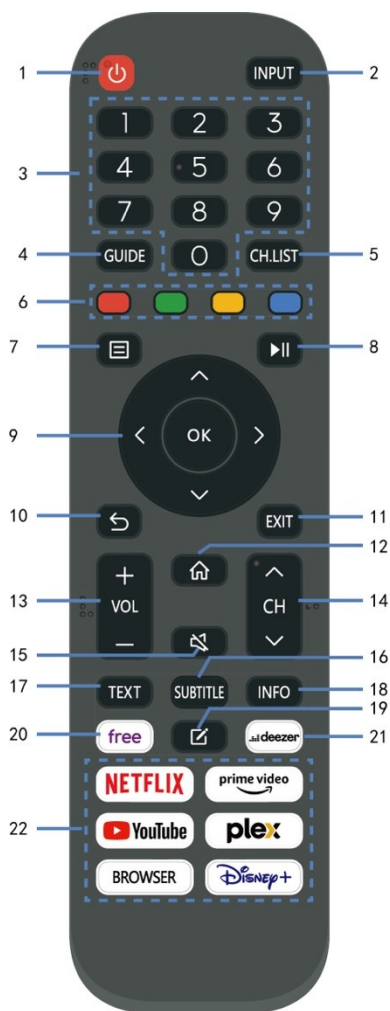 1 INPUT 2
1 2 3
3 4 5 6
7 8 9
4 GUIDE 0 CH.LIST 5
6
7 8
9 OK
10 EXIT 11
12
13 + VOL – CH 14
15
16
17 TEXT SUBTITLE INFO 18
19
20 free deezer 21
NETFLIX prime video
22 YouTube plex
BROWSER Disney+